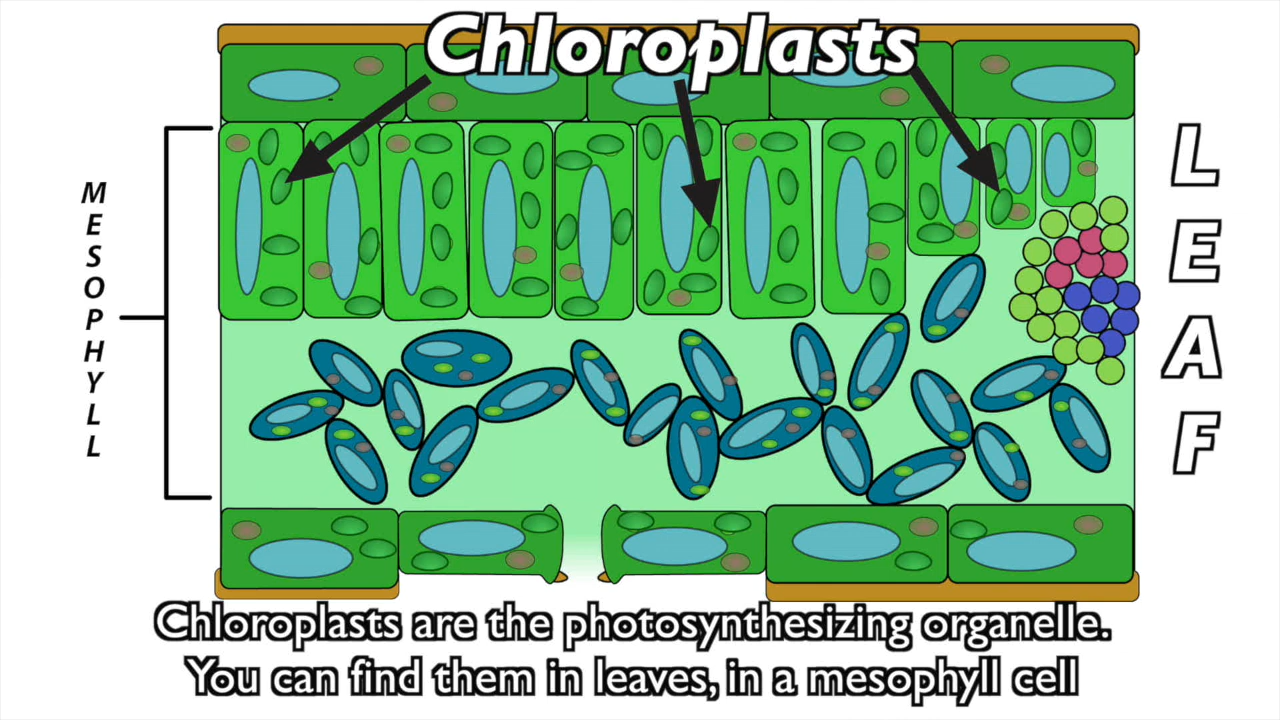 Chloroplasts
MESOPHYLL
LEAF
Chloroplasts are the photosynthesizing organelle.
You can find them in leaves, in a mesophyll cell